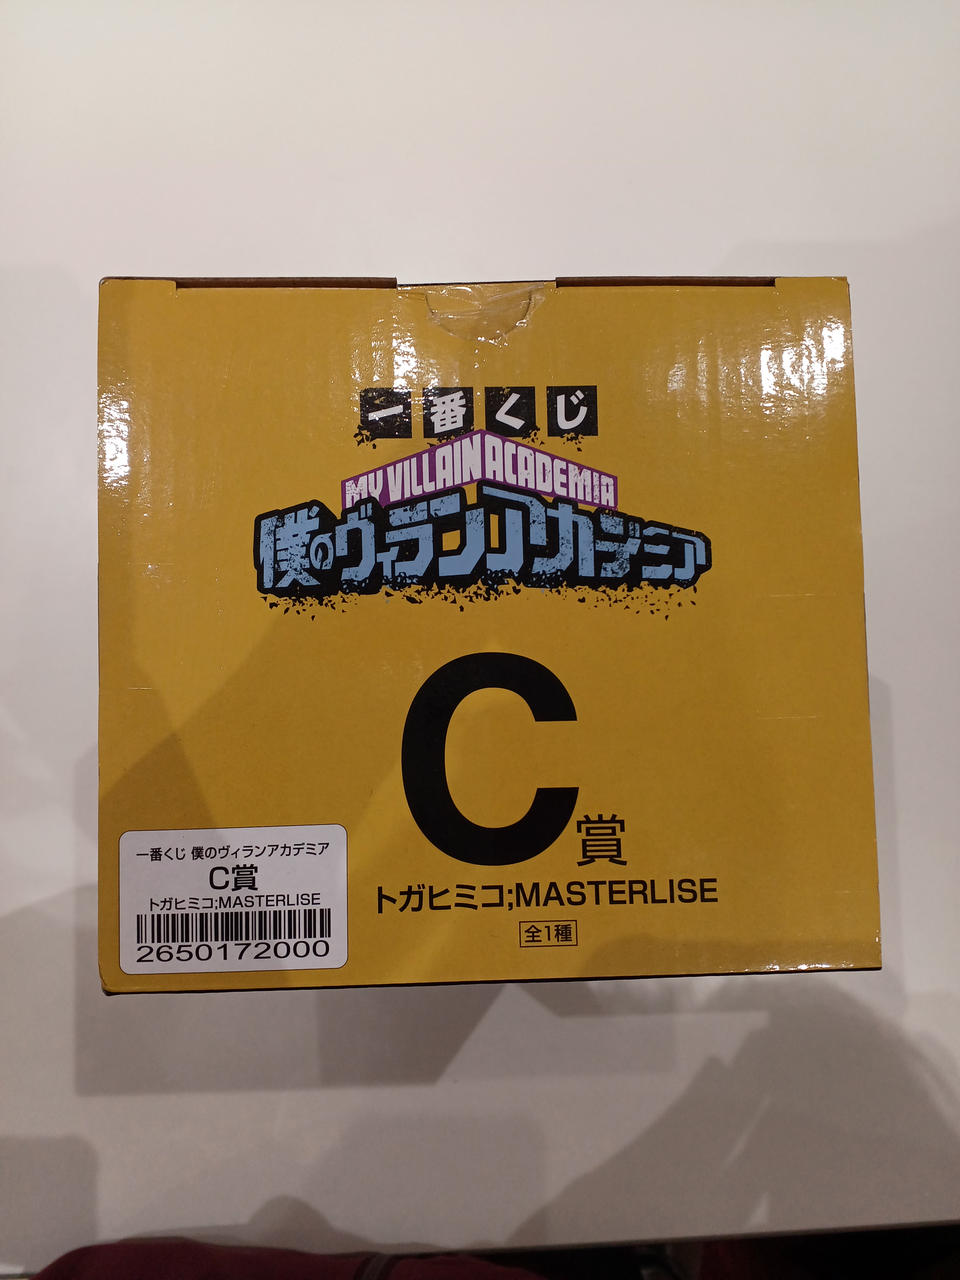 一番くじ
MY VILLAIN ACADEMIA
僕のヴィランアカデミア
C賞
トガヒミコ;MASTERLISE
全1種
一番くじ 僕のヴィランアカデミア
C賞
トガヒミコ;MASTERLISE
2650172000